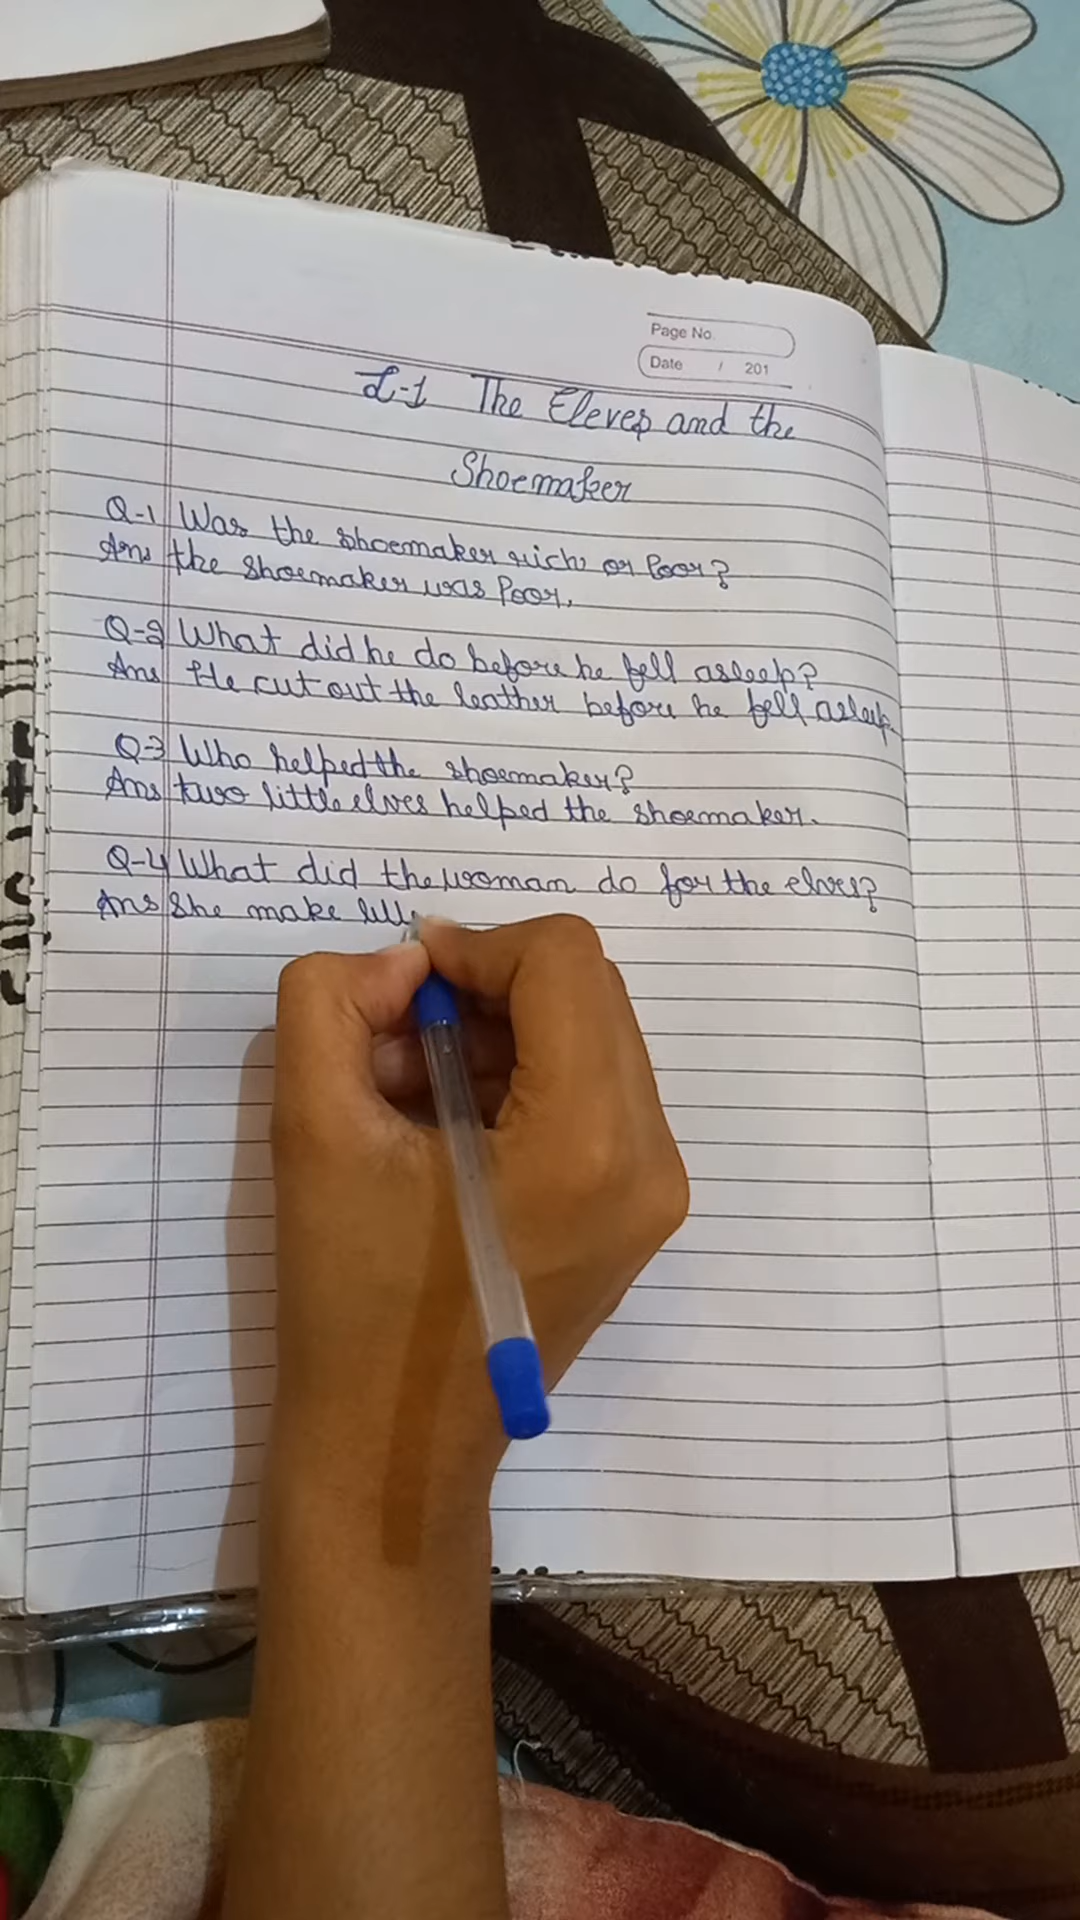 Page No.
Date / 201
L-1 The Eleves and the
Shoemaker
Q-1 Was the shoemaker rich or Poor?
Ans the shoemaker was Poor.
Q-2 What did he do before he fell asleep?
Ans He cut out the leather before he fell asleep.
Q-3 Who helped the shoemaker?
Ans two little elves helped the shoemaker.
Q-4 What did the woman do for the elves?
Ans She make